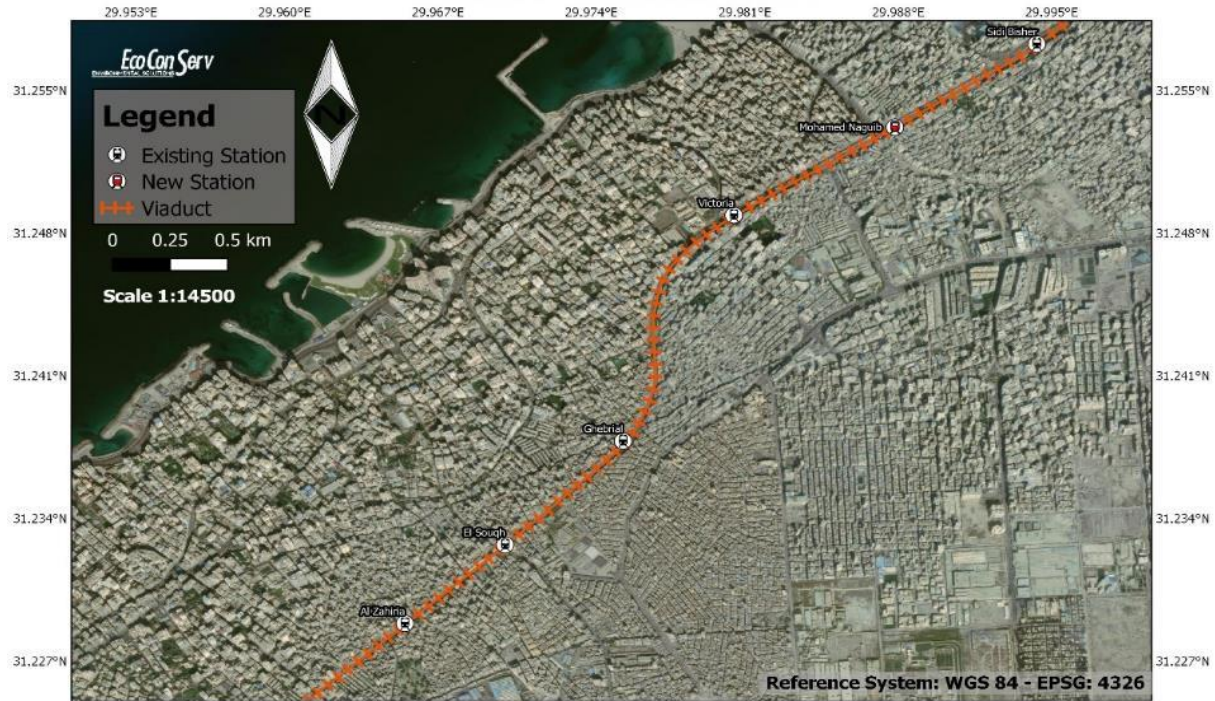 29.953°E 29.960°E 29.967°E 29.974°E 29.981°E 29.988°E 29.995°E
Sidi Bisher
EcoConServ
ENVIRONMENTAL SOLUTIONS
31.255°N 31.255°N
Legend
N
Mohamed Naguib
Existing Station
New Station
Victoria
Viaduct
31.248°N 31.248°N
0 0.25 0.5 km
Scale 1:14500
31.241°N 31.241°N
Ghebrial
31.234°N 31.234°N
El Souqh
Al-Zahiria
31.227°N 31.227°N
Reference System: WGS 84 - EPSG: 4326